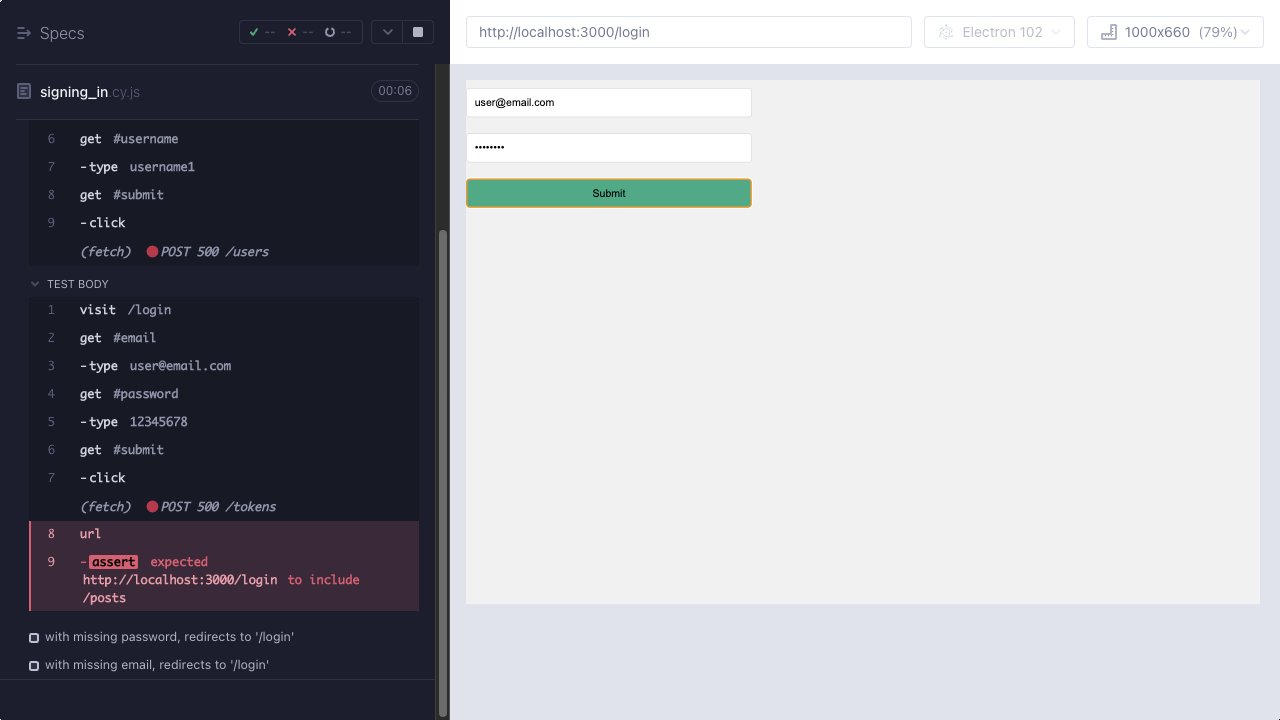 Specs
-- -- --
signing_in.cy.js 00:06
6 get #username
7 -type username1
8 get #submit
9 -click
(fetch) POST 500 /users
TEST BODY
1 visit /login
2 get #email
3 -type user@email.com
4 get #password
5 -type 12345678
6 get #submit
7 -click
(fetch) POST 500 /tokens
8 url
9 -assert expected
http://localhost:3000/login to include
/posts
with missing password, redirects to '/login'
with missing email, redirects to '/login'
http://localhost:3000/login
Electron 102
1000x660 (79%)
user@email.com
••••••••
Submit